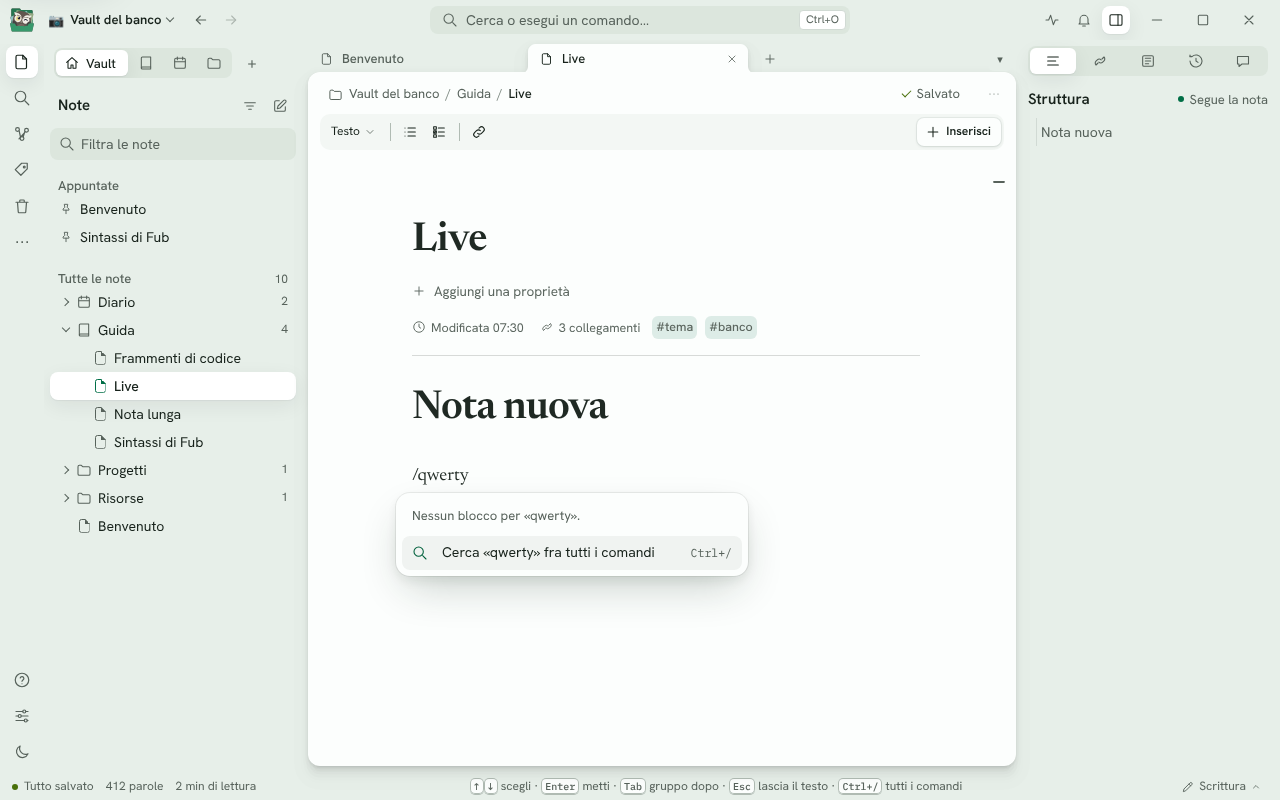 Vault del banco
Cerca o esegui un comando...
Ctrl+O
Vault
Benvenuto
Live
Note
Filtra le note
Appuntate
Benvenuto
Sintassi di Fub
Tutte le note 10
Diario 2
Guida 4
Frammenti di codice
Live
Nota lunga
Sintassi di Fub
Progetti 1
Risorse 1
Benvenuto
Vault del banco / Guida / Live
Salvato
Testo
Inserisci
Live
Aggiungi una proprietà
Modificata 07:30 3 collegamenti #tema #banco
Nota nuova
/qwerty
Nessun blocco per «qwerty».
Cerca «qwerty» fra tutti i comandi Ctrl+/
Struttura
Segue la nota
Nota nuova
Tutto salvato 412 parole 2 min di lettura
↑ ↓ scegli · Enter metti · Tab gruppo dopo · Esc lascia il testo · Ctrl+/ tutti i comandi
Scrittura